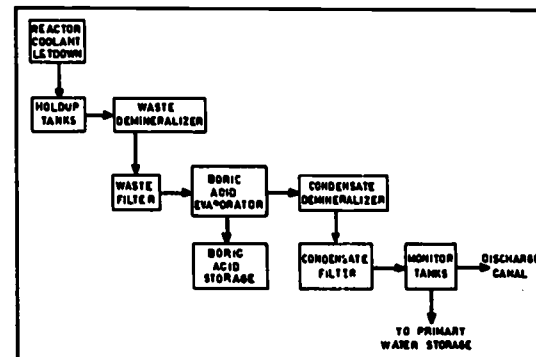 REACTOR
COOLANT
LETDOWN
HOLDUP
TANKS
WASTE
DEMINERALIZER
WASTE
FILTER
BORIC
ACID
EVAPORATOR
CONDENSATE
DEMINERALIZER
BORIC
ACID
STORAGE
CONDENSATE
FILTER
MONITOR
TANKS
DISCHARGE
CANAL
TO PRIMARY
WATER STORAGE